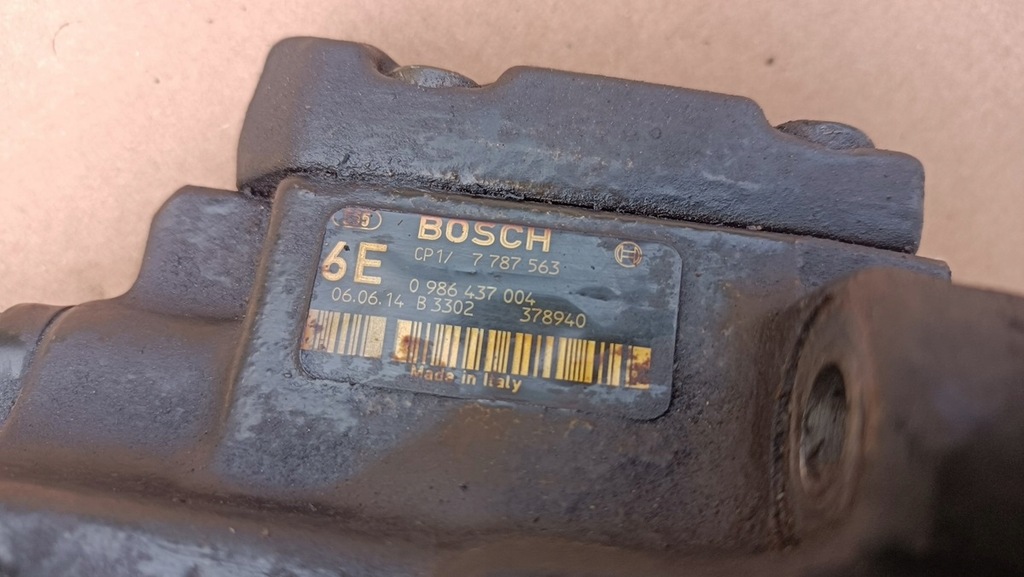 BOSCH
6E CP1/ 7 787 563
0 986 437 004
06.06.14 B 3302 378940
Made in Italy